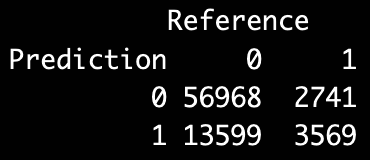 Reference
Prediction 0 1
0 56968 2741
1 13599 3569